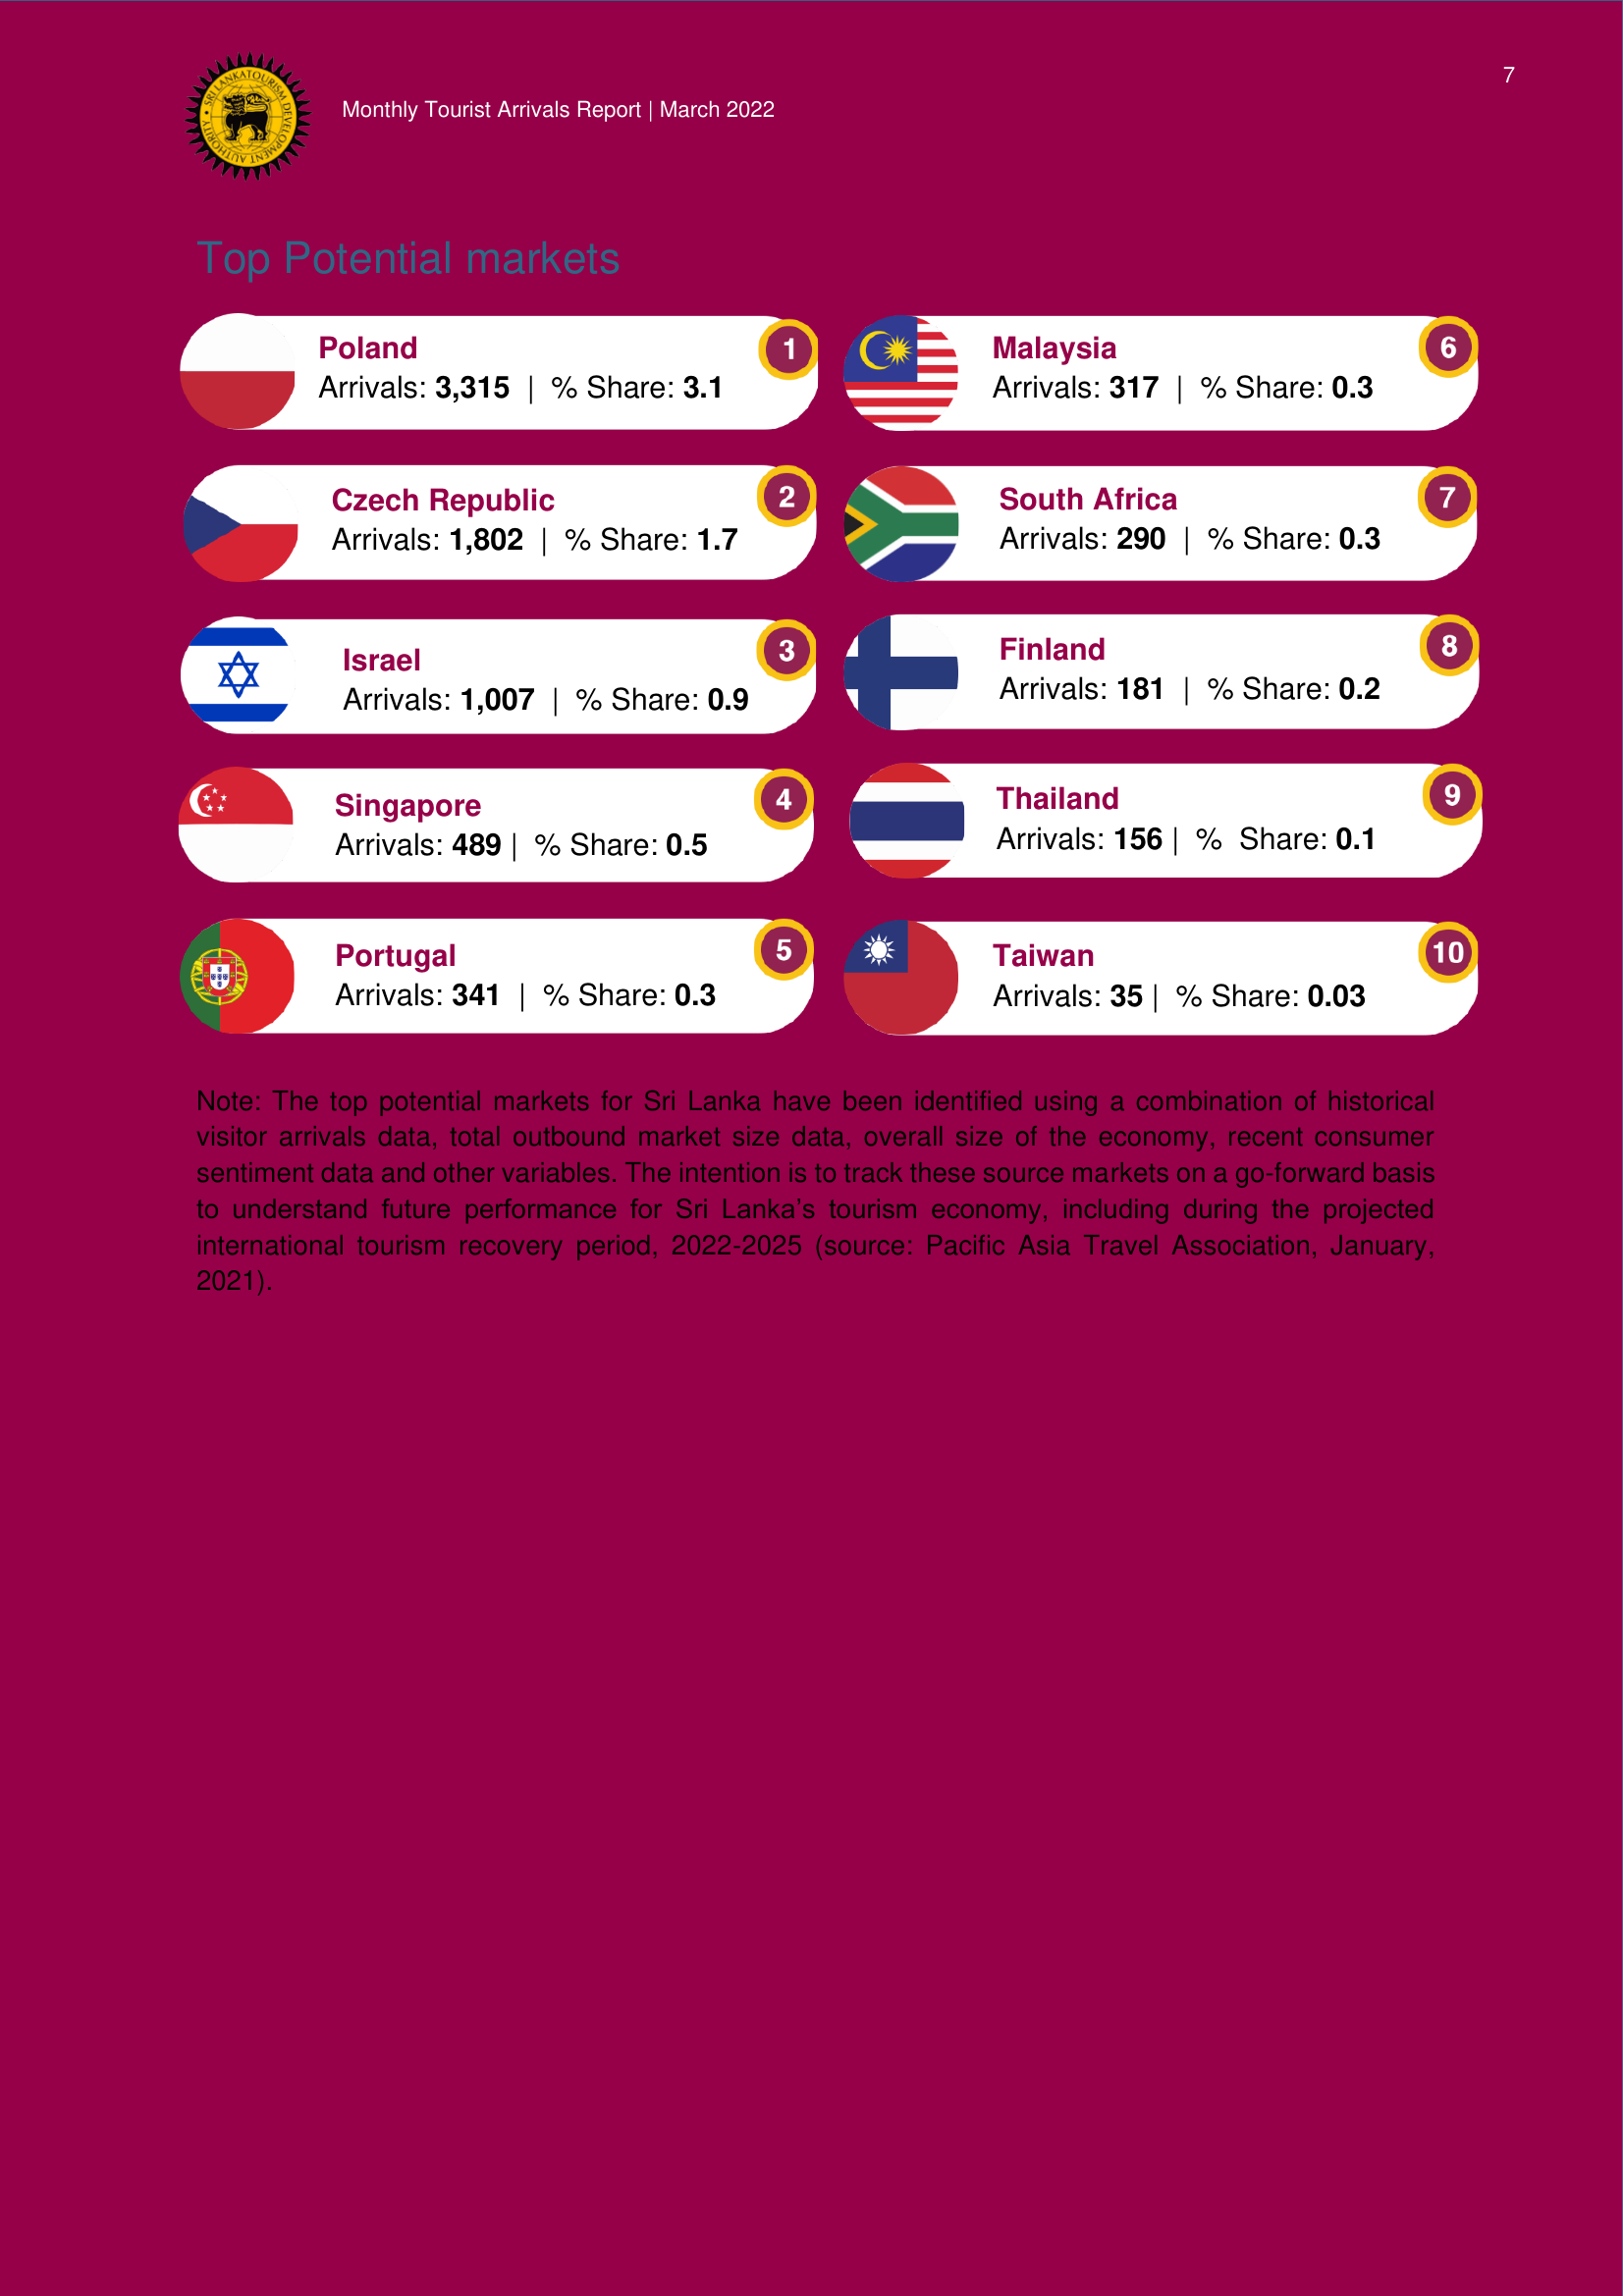 7
SRI LANKA TOURISM DEVELOPMENT AUTHORITY
Monthly Tourist Arrivals Report | March 2022
Top Potential markets
Poland
Arrivals: 3,315 | % Share: 3.1
1
Czech Republic
Arrivals: 1,802 | % Share: 1.7
2
Israel
Arrivals: 1,007 | % Share: 0.9
3
Singapore
Arrivals: 489 | % Share: 0.5
4
Portugal
Arrivals: 341 | % Share: 0.3
5
Malaysia
Arrivals: 317 | % Share: 0.3
6
South Africa
Arrivals: 290 | % Share: 0.3
7
Finland
Arrivals: 181 | % Share: 0.2
8
Thailand
Arrivals: 156 | % Share: 0.1
9
Taiwan
Arrivals: 35 | % Share: 0.03
10
Note: The top potential markets for Sri Lanka have been identified using a combination of historical
visitor arrivals data, total outbound market size data, overall size of the economy, recent consumer
sentiment data and other variables. The intention is to track these source markets on a go-forward basis
to understand future performance for Sri Lanka's tourism economy, including during the projected
international tourism recovery period, 2022-2025 (source: Pacific Asia Travel Association, January,
2021).